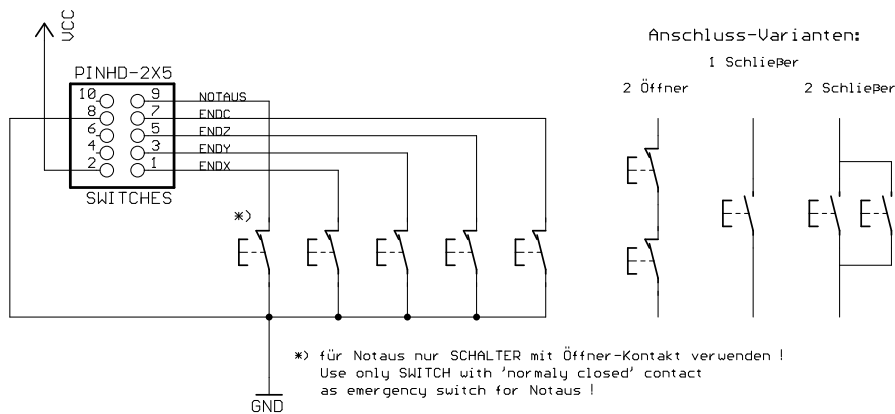 VCC
Anschluss-Varianten:
1 Schließer
PINHD-2X5
2 Öffner
2 Schließer
10 9 NOTAUS
8 7 ENDC
6 5 ENDZ
4 3 ENDY
2 1 ENDX
SWITCHES
*)
*) für Notaus nur SCHALTER mit Öffner-Kontakt verwenden !
Use only SWITCH with 'normaly closed' contact
as emergency switch for Notaus !
GND